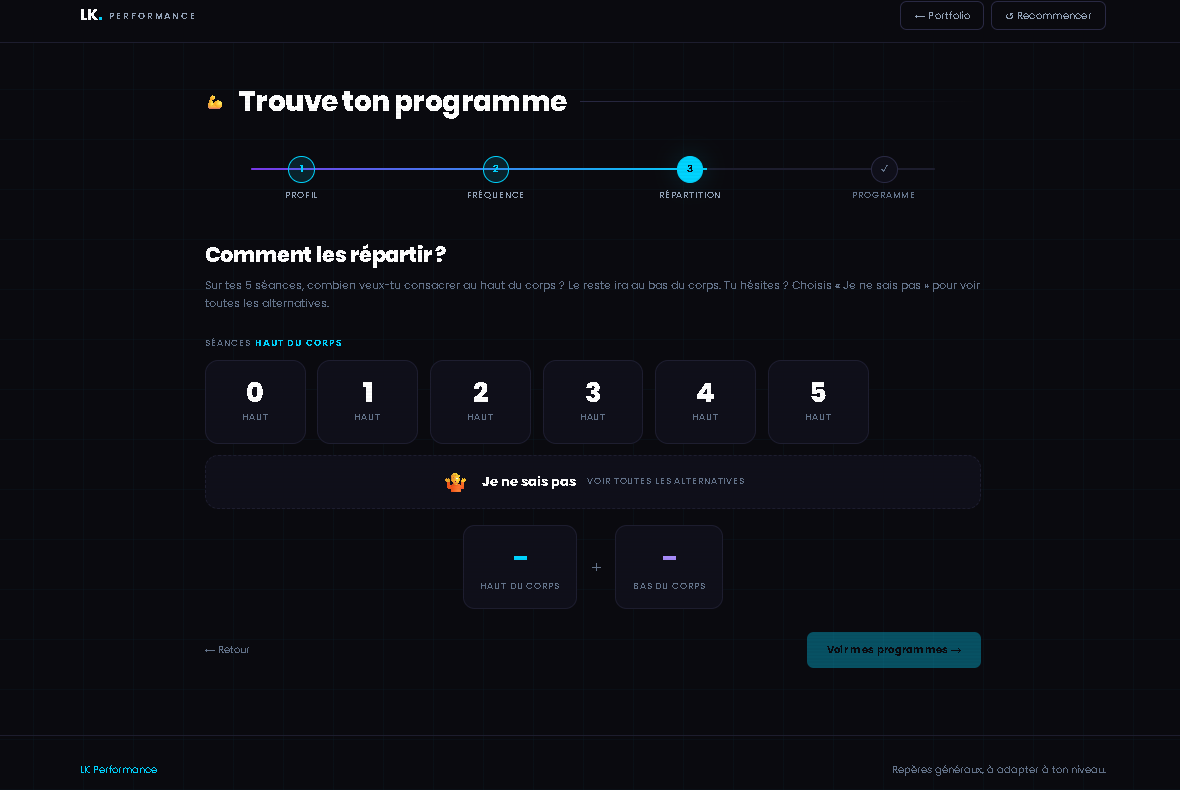 LK. PERFORMANCE
← Portfolio
↺ Recommencer
Trouve ton programme
1
2
3
✓
PROFIL
FRÉQUENCE
RÉPARTITION
PROGRAMME
Comment les répartir ?
Sur tes 5 séances, combien veux-tu consacrer au haut du corps ? Le reste ira au bas du corps. Tu hésites ? Choisis « Je ne sais pas » pour voir
toutes les alternatives.
SÉANCES HAUT DU CORPS
0
1
2
3
4
5
HAUT
HAUT
HAUT
HAUT
HAUT
HAUT
Je ne sais pas VOIR TOUTES LES ALTERNATIVES
–
+
–
HAUT DU CORPS
BAS DU CORPS
← Retour
Voir mes programmes →
LK Performance
Repères généraux, à adapter à ton niveau.